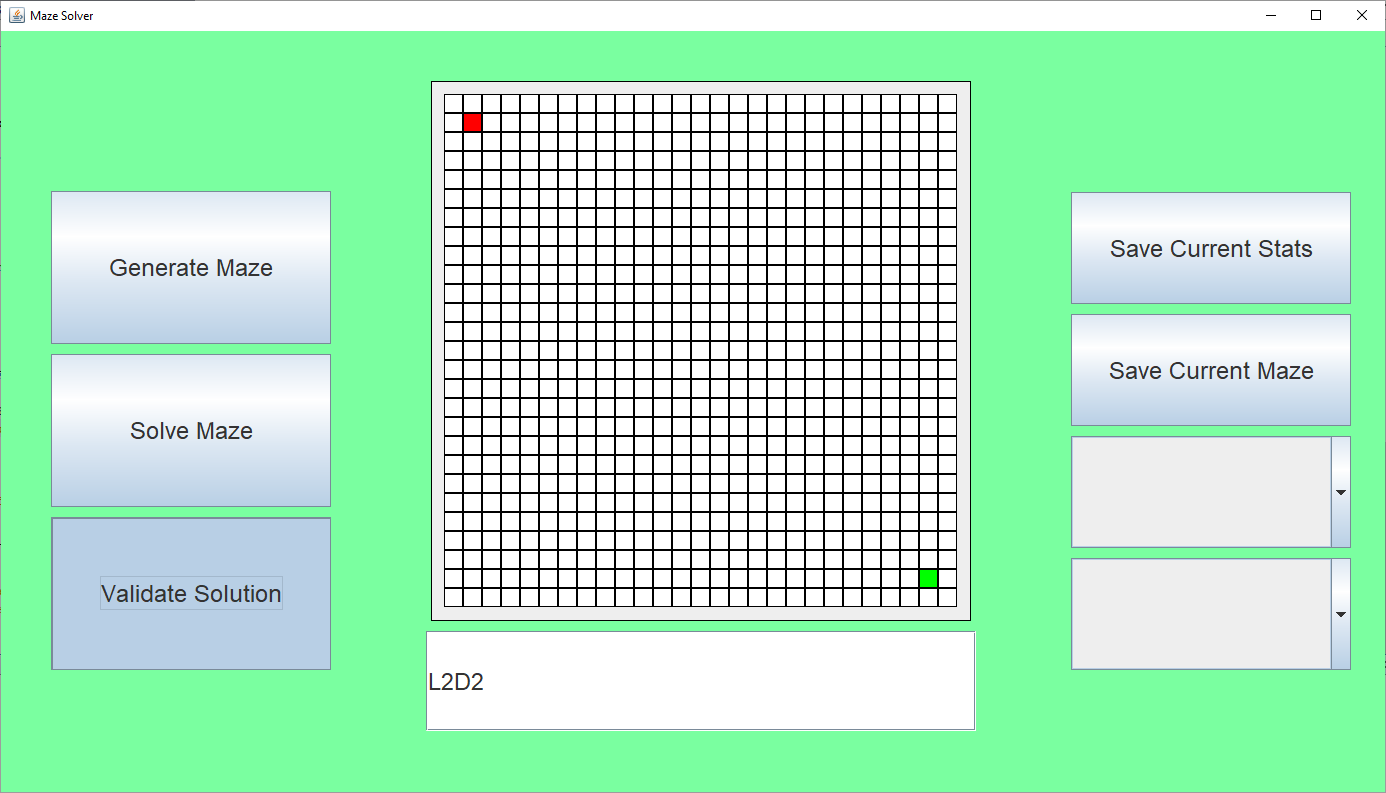 Maze Solver
Generate Maze
Solve Maze
Validate Solution
L2D2
Save Current Stats
Save Current Maze